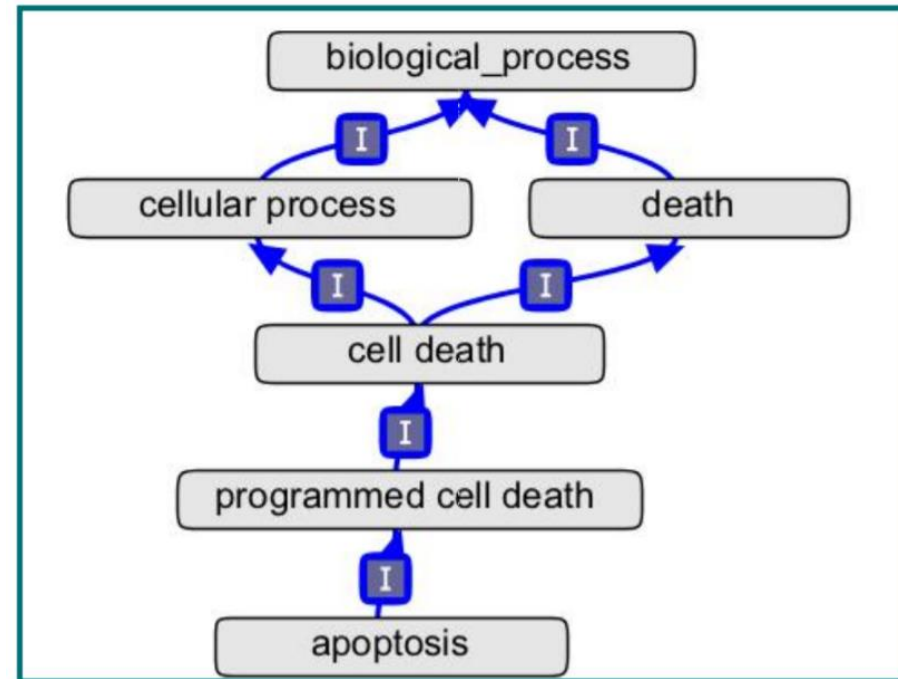 biological_process
I I
cellular process death
I I
cell death
I
programmed cell death
I
apoptosis